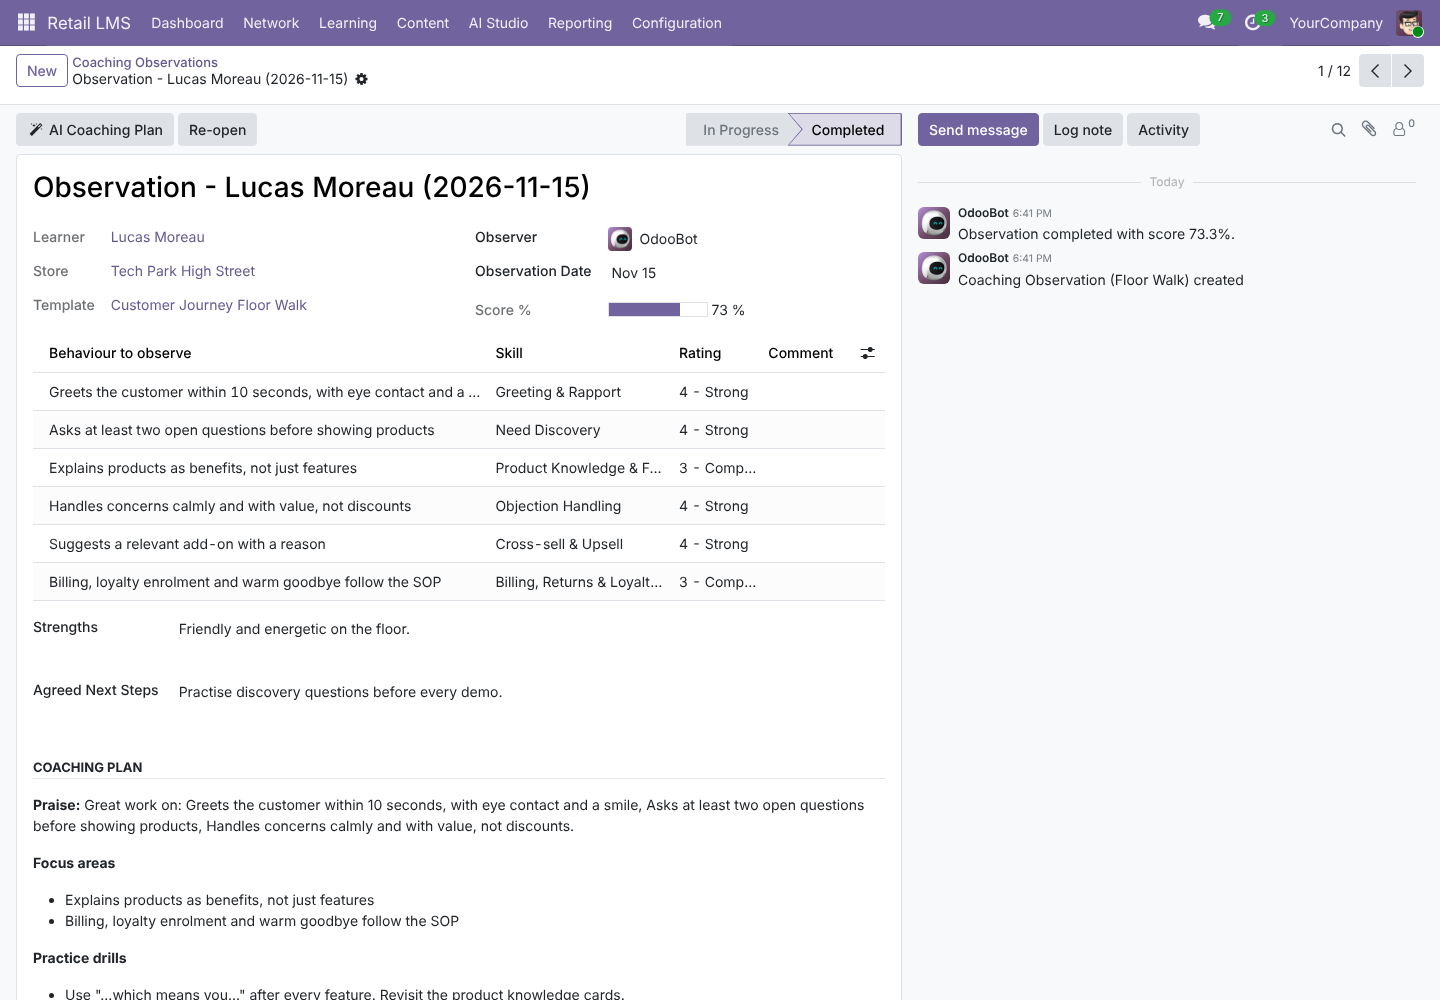 Retail LMS Dashboard Network Learning Content AI Studio Reporting Configuration 7 3 YourCompany
New Coaching Observations
Observation - Lucas Moreau (2026-11-15)
1 / 12
AI Coaching Plan Re-open In Progress Completed Send message Log note Activity 0
Observation - Lucas Moreau (2026-11-15)
Learner Lucas Moreau Observer OdooBot
Store Tech Park High Street Observation Date Nov 15
Template Customer Journey Floor Walk Score % 73 %
Behaviour to observe Skill Rating Comment
Greets the customer within 10 seconds, with eye contact and a ... Greeting & Rapport 4 - Strong
Asks at least two open questions before showing products Need Discovery 4 - Strong
Explains products as benefits, not just features Product Knowledge & F... 3 - Comp...
Handles concerns calmly and with value, not discounts Objection Handling 4 - Strong
Suggests a relevant add-on with a reason Cross-sell & Upsell 4 - Strong
Billing, loyalty enrolment and warm goodbye follow the SOP Billing, Returns & Loyalt... 3 - Comp...
Strengths Friendly and energetic on the floor.
Agreed Next Steps Practise discovery questions before every demo.
COACHING PLAN
Praise: Great work on: Greets the customer within 10 seconds, with eye contact and a smile, Asks at least two open questions
before showing products, Handles concerns calmly and with value, not discounts.
Focus areas
• Explains products as benefits, not just features
• Billing, loyalty enrolment and warm goodbye follow the SOP
Practice drills
• Use "...which means you..." after every feature. Revisit the product knowledge cards.
Today
OdooBot 6:41 PM
Observation completed with score 73.3%.
OdooBot 6:41 PM
Coaching Observation (Floor Walk) created